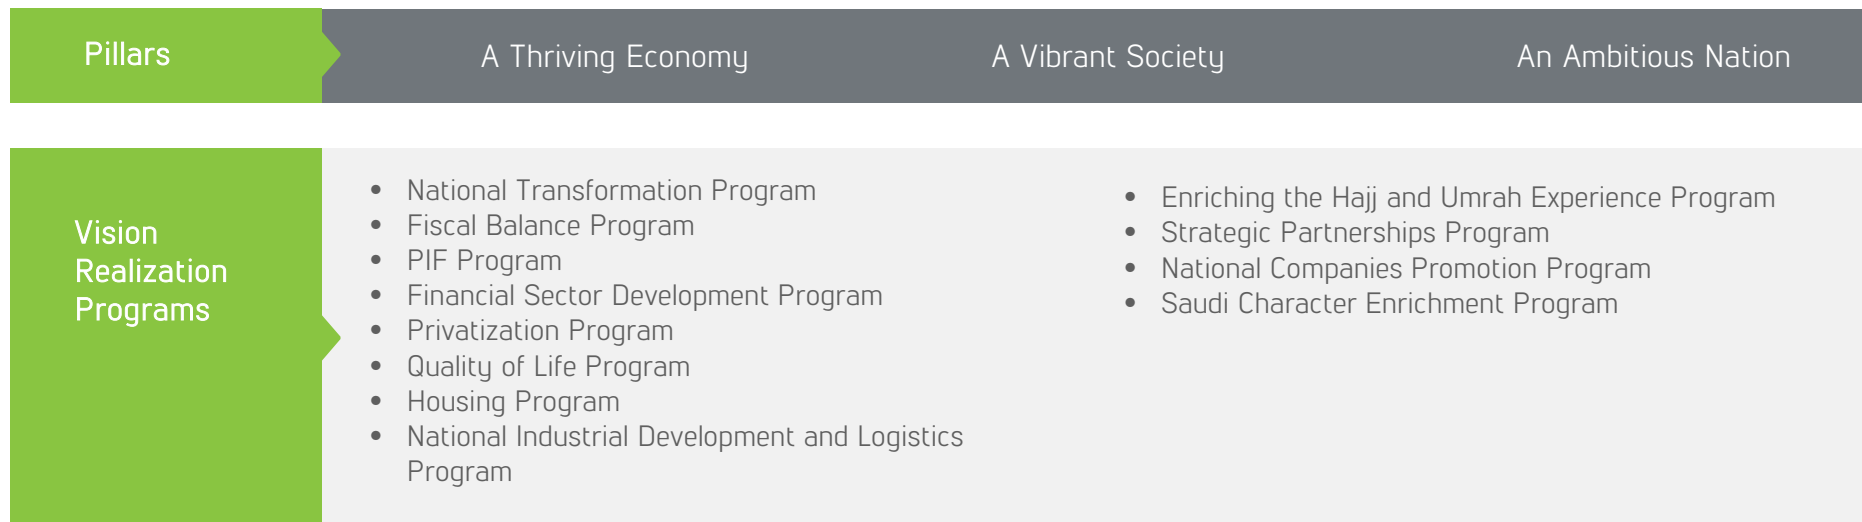 Pillars
A Thriving Economy
A Vibrant Society
An Ambitious Nation
Vision
Realization
Programs
• National Transformation Program
• Fiscal Balance Program
• PIF Program
• Financial Sector Development Program
• Privatization Program
• Quality of Life Program
• Housing Program
• National Industrial Development and Logistics
Program
• Enriching the Hajj and Umrah Experience Program
• Strategic Partnerships Program
• National Companies Promotion Program
• Saudi Character Enrichment Program